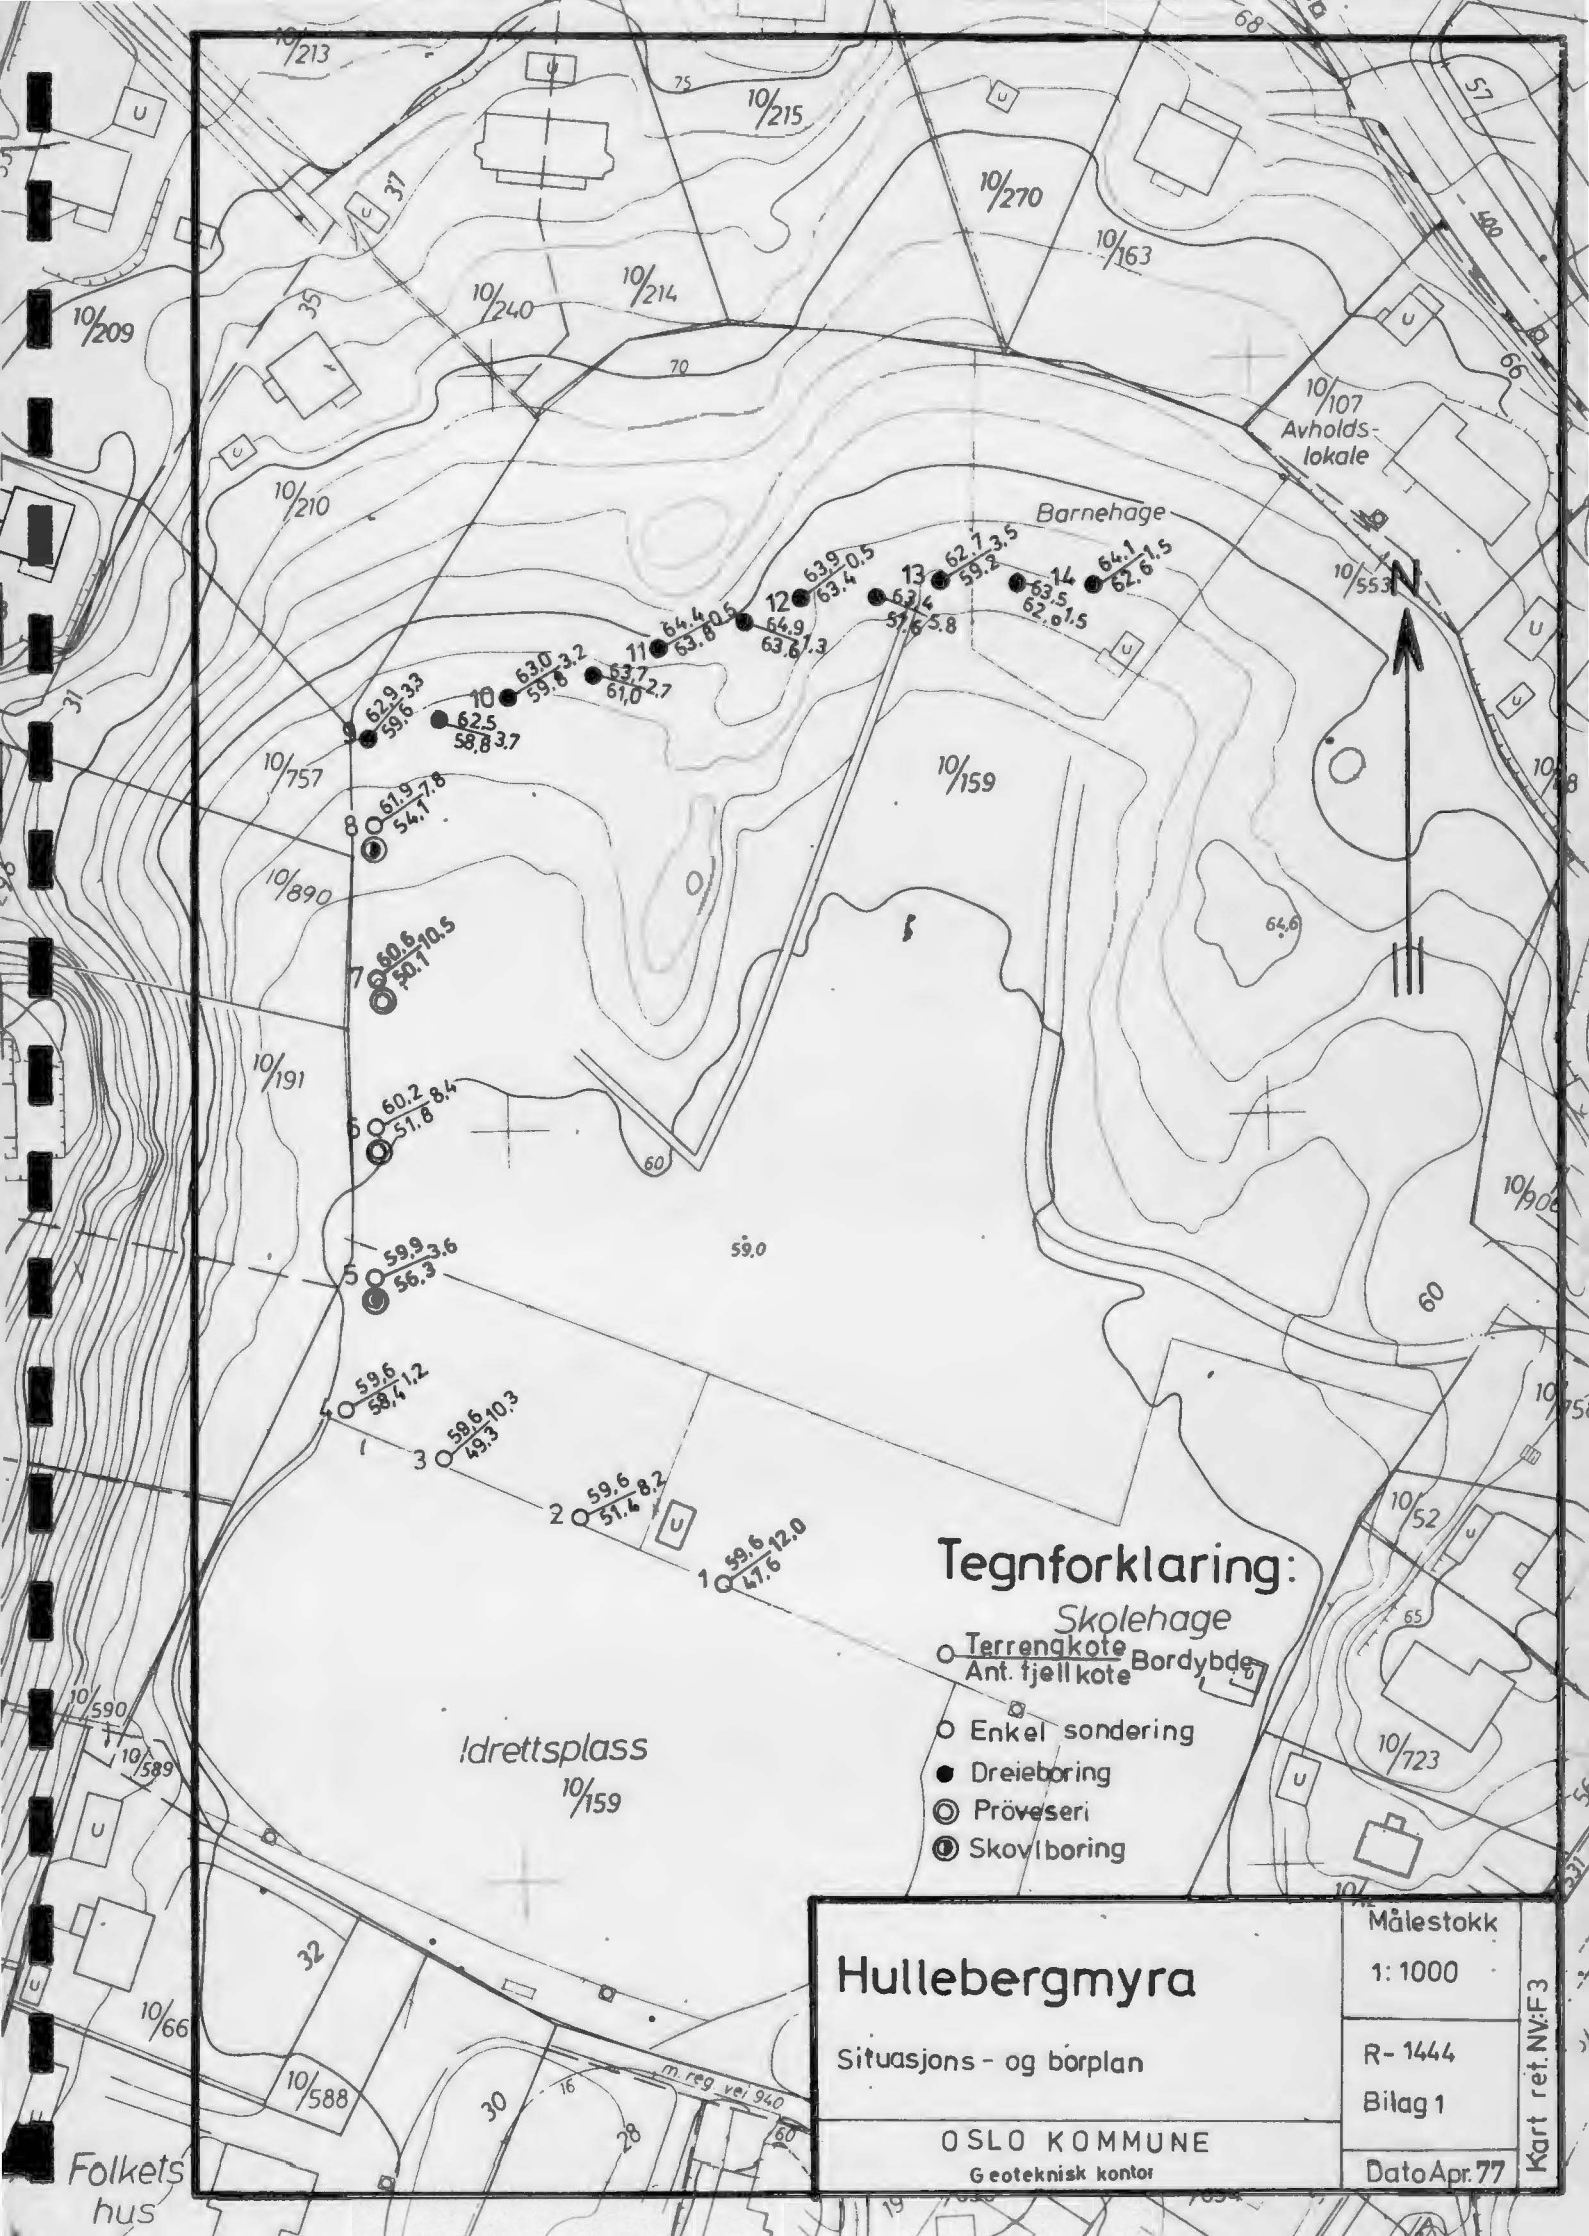 10/213
75
10/215
68
57
37
10/270
10/163
400
10/209
35
10/240
10/214
70
66
10/107
Avholds-
lokale
10/210
Barnehage
10/553
N
31
9 62.9 3.3
59.6
62.5
58.8 3.7
10 63.0 3.2
59.8
63.7 2.7
61,0
11 64.4 0.5
63.8
64.9
63.6 1.3
12 63.9 0.5
63.4
63.4
57.6 5.8
13 62.7 3.5
59.2
63.5
62.0 1.5
14 64.1 1.5
62.6
10/757
10/159
8 61.9 7.8
54.1
10/890
64,6
7 60.6 10.5
50.1
10/191
6 60.2 8.4
51.8
60
10/908
59,0
5 59.9 3.6
56.3
60
4 59.6 1.2
58.4
3 59.6 10.3
49.3
2 59.6 8.2
51.4
1 59.6 12.0
47.6
10/52
65
Tegnforklaring:
Skolehage
Terrengkote
Ant. fjellkote Bordybde
Enkel sondering
Dreieboring
Pröveseri
Skovlboring
10/590
10/589
Idrettsplass
10/159
10/723
32
10/66
10/588
30
16
28
m. reg. vei 940
60
Folkets
hus
19
Hullebergmyra
Situasjons- og borplan
OSLO KOMMUNE
Geoteknisk kontor
Målestokk
1:1000
R-1444
Bilag 1
Dato Apr. 77
Kart ref. NV:F3